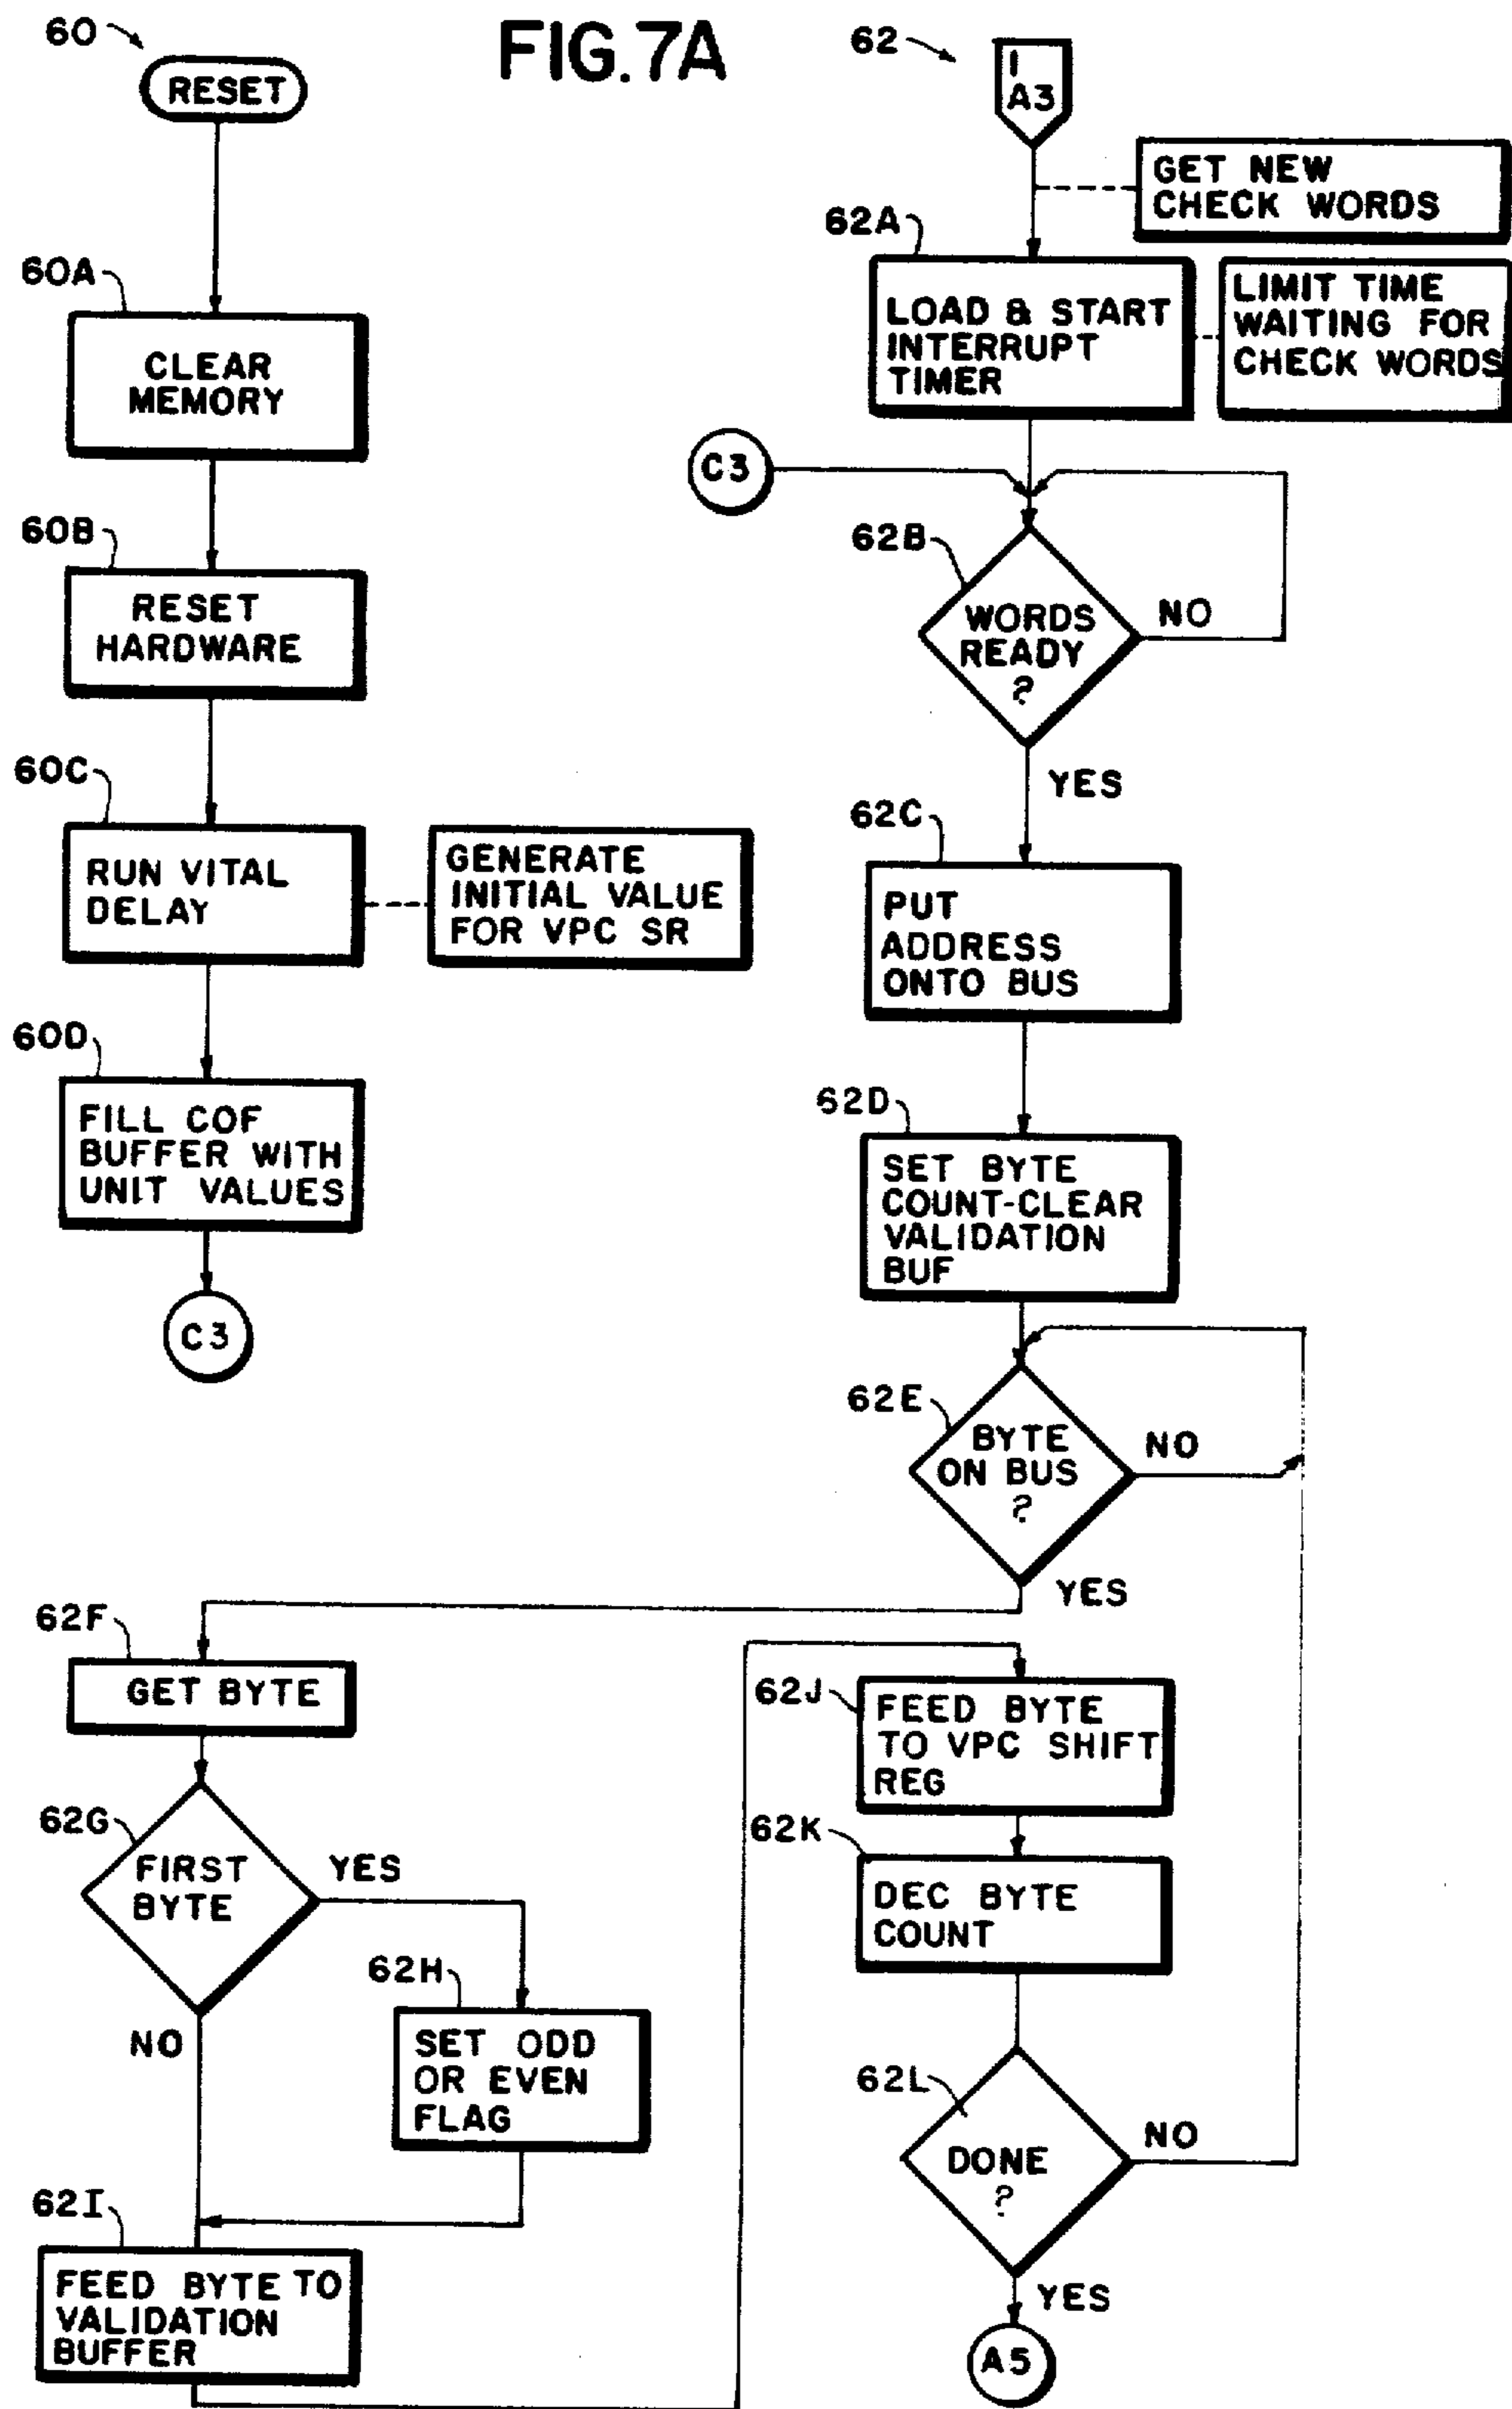 FIG.7A
60
RESET
60A
CLEAR
MEMORY
60B
RESET
HARDWARE
60C
RUN VITAL
DELAY
GENERATE
INITIAL VALUE
FOR VPC SR
60D
FILL COF
BUFFER WITH
UNIT VALUES
C3
62
1
A3
GET NEW
CHECK WORDS
62A
LOAD & START
INTERRUPT
TIMER
LIMIT TIME
WAITING FOR
CHECK WORDS
C3
62B
WORDS
READY
?
NO
YES
62C
PUT
ADDRESS
ONTO BUS
62D
SET BYTE
COUNT-CLEAR
VALIDATION
BUF
62E
BYTE
ON BUS
?
NO
YES
62F
GET BYTE
62G
FIRST
BYTE
YES
NO
62H
SET ODD
OR EVEN
FLAG
62I
FEED BYTE TO
VALIDATION
BUFFER
62J
FEED BYTE
TO VPC SHIFT
REG
62K
DEC BYTE
COUNT
62L
DONE
?
NO
YES
A5